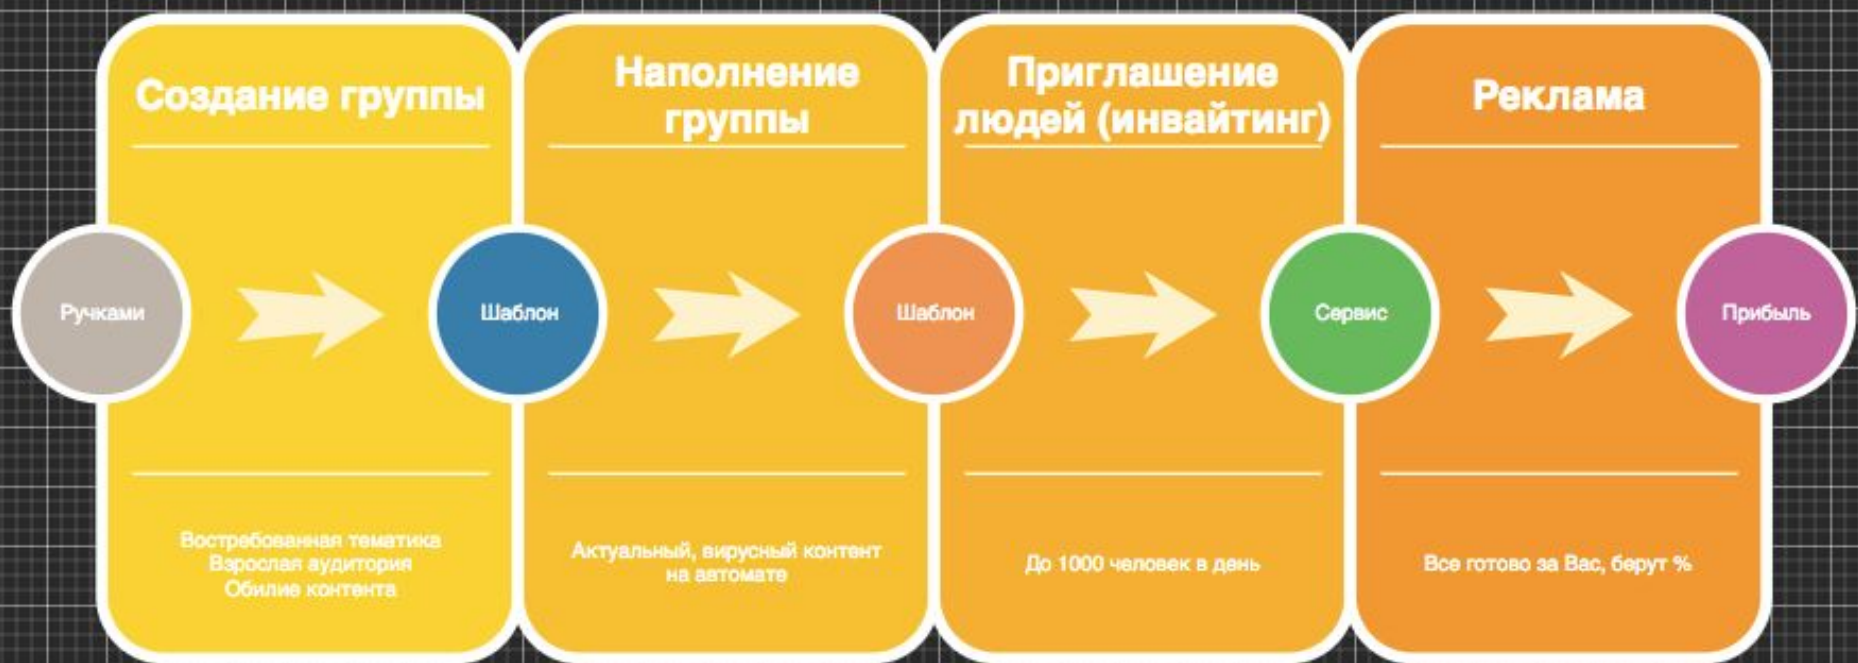 Создание группы
Наполнение
группы
Приглашение
людей (инвайтинг)
Реклама
Ручками
Шаблон
Шаблон
Сервис
Прибыль
Востребованная тематика
Взрослая аудитория
Обилие контента
Актуальный, вирусный контент
на автомате
До 1000 человек в день
Все готово за Вас, берут %